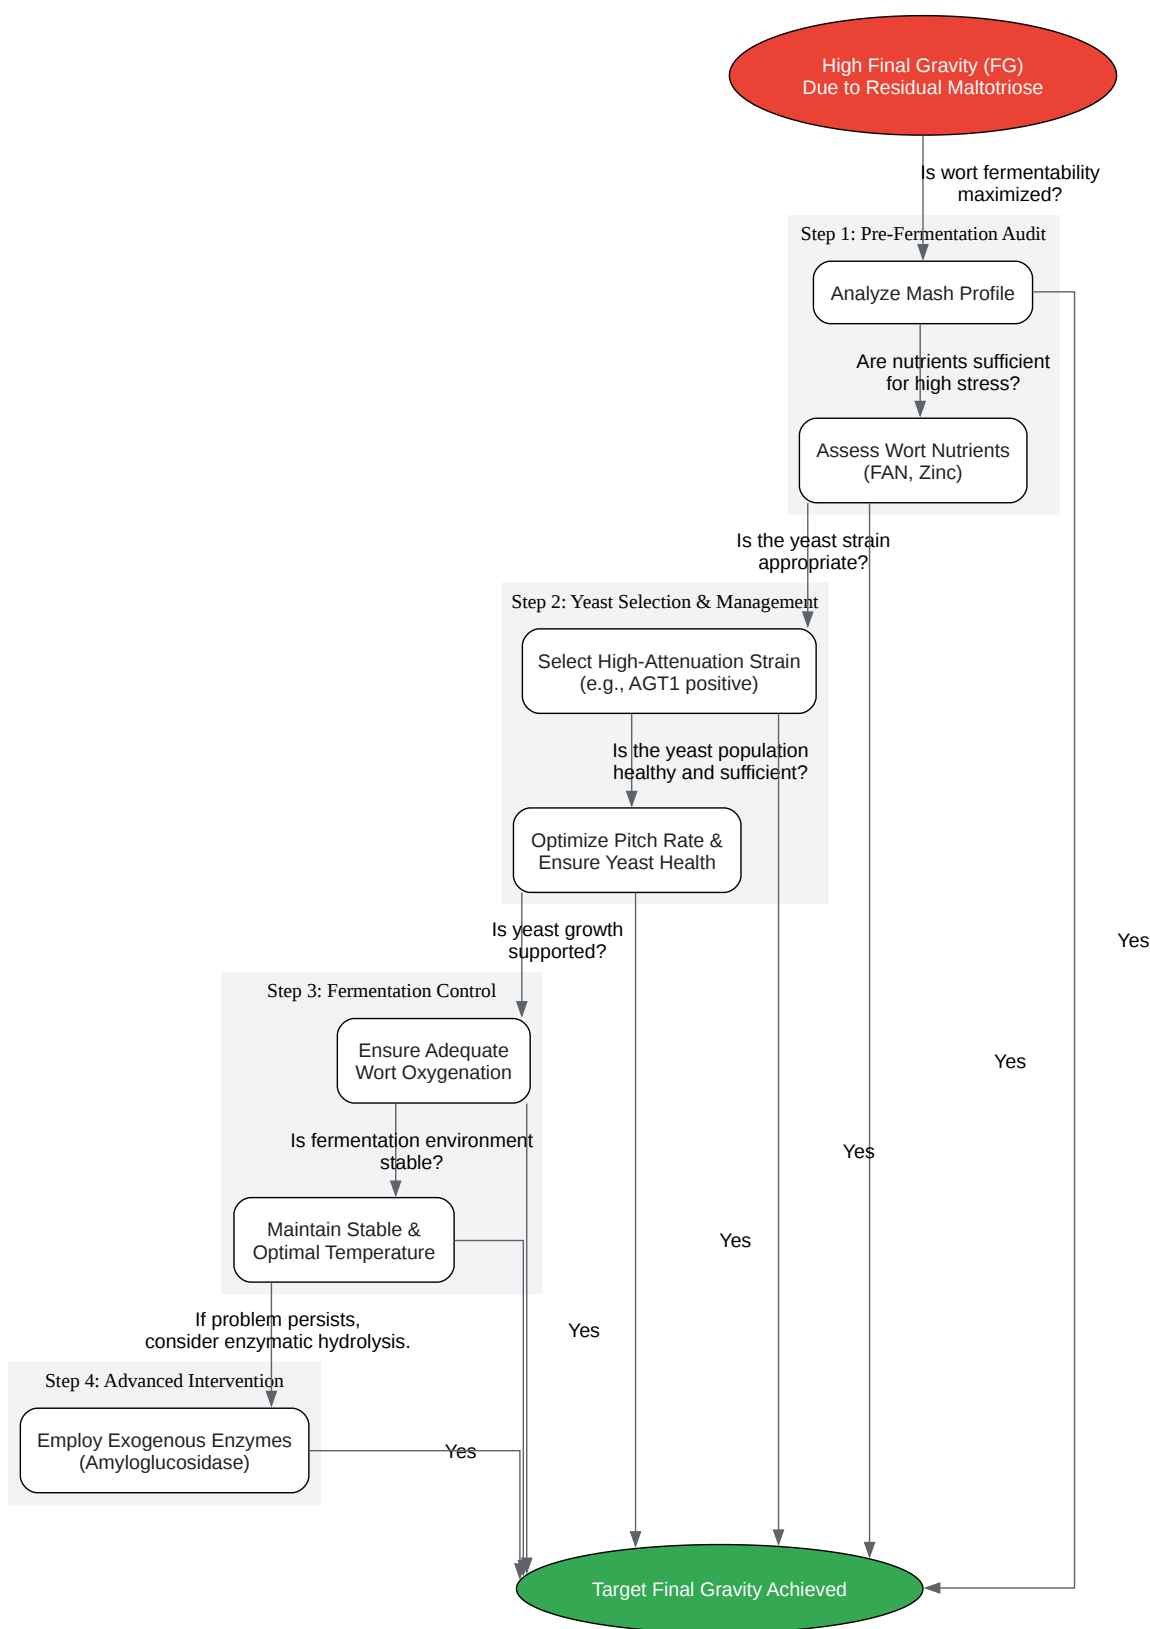 High Final Gravity (FG)
Due to Residual Maltotriose
Is wort fermentability
maximized?
Step 1: Pre-Fermentation Audit
Analyze Mash Profile
Are nutrients sufficient
for high stress?
Assess Wort Nutrients
(FAN, Zinc)
Is the yeast strain
appropriate?
Step 2: Yeast Selection & Management
Select High-Attenuation Strain
(e.g., AGT1 positive)
Is the yeast population
healthy and sufficient?
Optimize Pitch Rate &
Ensure Yeast Health
Is yeast growth
supported?
Yes
Step 3: Fermentation Control
Ensure Adequate
Wort Oxygenation
Yes
Is fermentation environment
stable?
Yes
Maintain Stable &
Optimal Temperature
Yes
If problem persists,
consider enzymatic hydrolysis.
Yes
Step 4: Advanced Intervention
Employ Exogenous Enzymes
(Amyloglucosidase)
Yes
Target Final Gravity Achieved